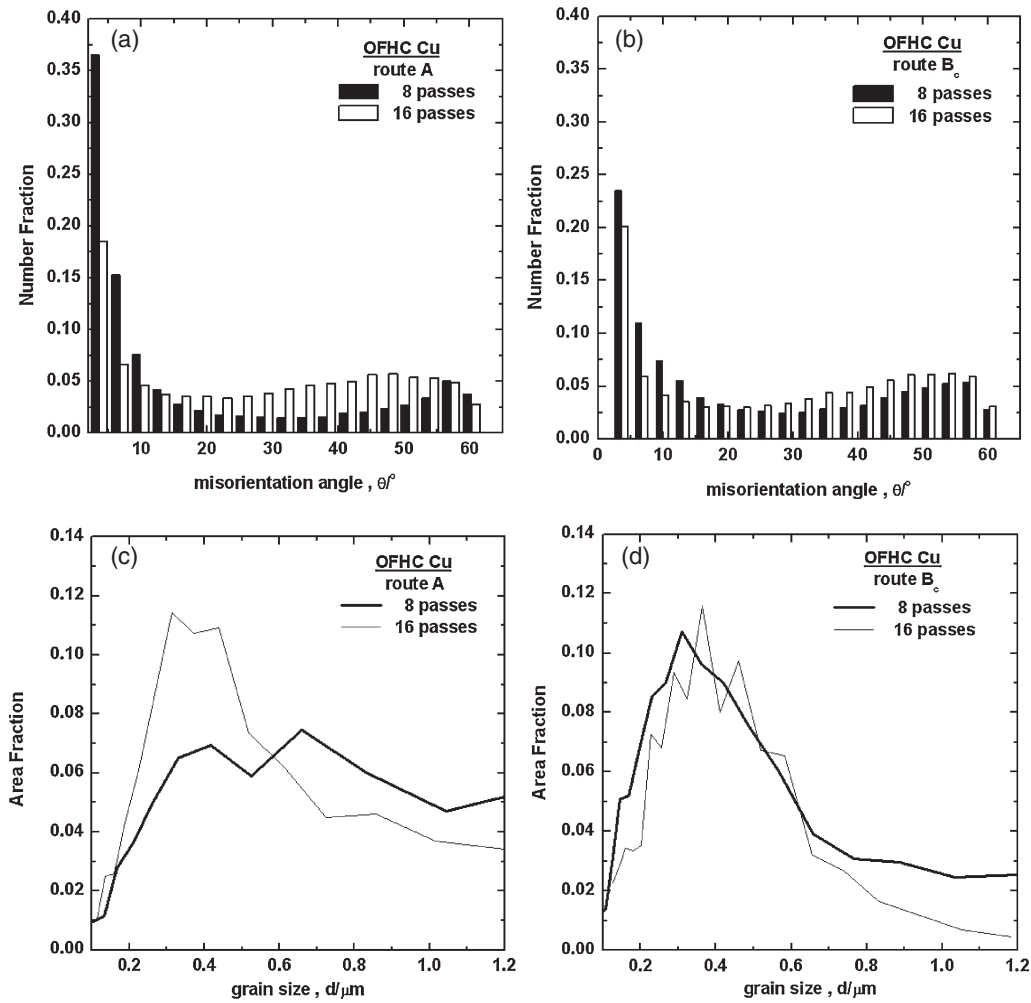 (a)
OFHC Cu
route A
8 passes
16 passes
0.40
0.35
0.30
0.25
0.20
0.15
0.10
0.05
0.00
Number Fraction
10
20
30
40
50
60
misorientation angle , θ/°
(b)
OFHC Cu
route Bc
8 passes
16 passes
0.40
0.35
0.30
0.25
0.20
0.15
0.10
0.05
0.00
Number Fraction
0
10
20
30
40
50
60
misorientation angle , θ/°
(c)
OFHC Cu
route A
8 passes
16 passes
0.14
0.12
0.10
0.08
0.06
0.04
0.02
0.00
Area Fraction
0.2
0.4
0.6
0.8
1.0
1.2
grain size , d/μm
(d)
OFHC Cu
route Bc
8 passes
16 passes
0.14
0.12
0.10
0.08
0.06
0.04
0.02
0.00
Area Fraction
0.2
0.4
0.6
0.8
1.0
1.2
grain size , d/μm